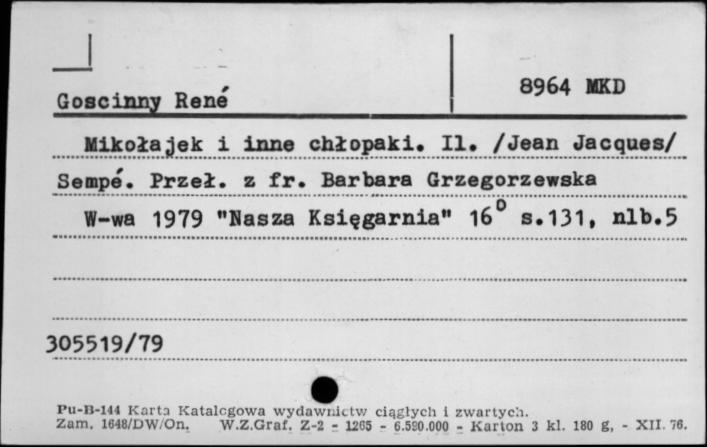 8964 MKD
Goscinny René
Mikołajek i inne chłopaki. Il. /Jean Jacques/
Sempé. Przeł. z fr. Barbara Grzegorzewska
W-wa 1979 "Nasza Księgarnia" 16° s.131, nlb.5
305519/79
Pu-B-144 Karta Katalogowa wydawnictw ciągłych i zwartych.
Zam. 1648/DW/On. W.Z.Graf. Z-2 - 1265 - 6.590.000 - Karton 3 kl. 180 g, - XII. 76.